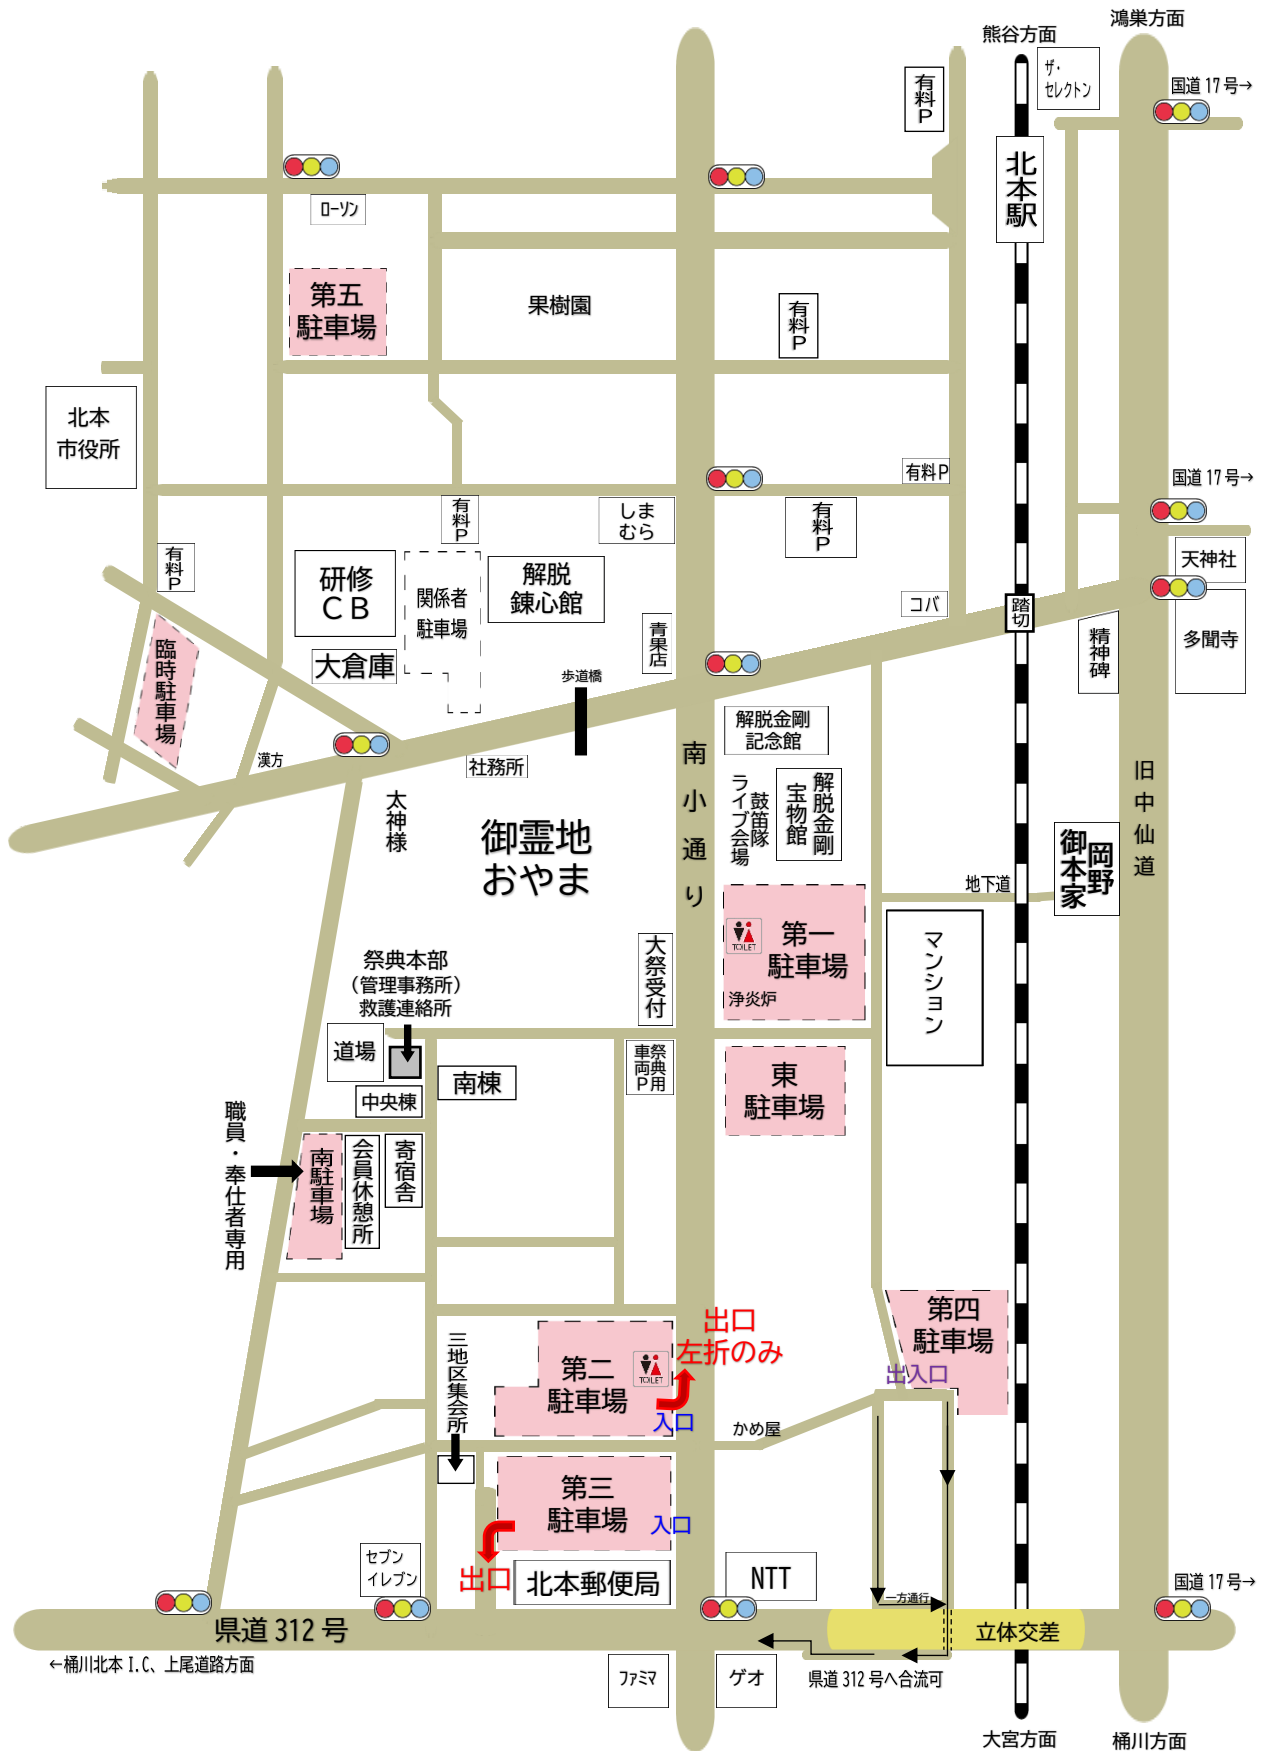 鴻巣方面
熊谷方面
ザ・
セレクトン
国道 17 号→
有料P
北本駅
ローソン
第五
駐車場
果樹園
有料P
北本
市役所
有料P
国道 17 号→
有料P
しま
むら
有料P
有料P
天神社
研修
CB
関係者
駐車場
解脱
錬心館
コバ
踏切
青果店
精神碑
多聞寺
臨時駐車場
大倉庫
歩道橋
漢方
社務所
解脱金剛
記念館
太神様
御霊地
おやま
南小通り
鼓笛隊
ライブ会場
解脱金剛
宝物館
旧中仙道
岡野
御本家
地下道
TOILET
第一
駐車場
浄炎炉
大祭受付
マンション
祭典本部
（管理事務所）
救護連絡所
道場
中央棟
南棟
祭典用
車両P
東
駐車場
職員・奉仕者専用
南駐車場
会員休憩所
寄宿舎
第四
駐車場
出入口
出口
左折のみ
第二
駐車場
TOILET
入口
三地区集会所
かめ屋
第三
駐車場
入口
出口
セブン
イレブン
北本郵便局
NTT
一方通行
国道 17 号→
県道 312 号
立体交差
←桶川北本 I.C、上尾道路方面
ファミマ
ゲオ
県道 312 号へ合流可
大宮方面
桶川方面